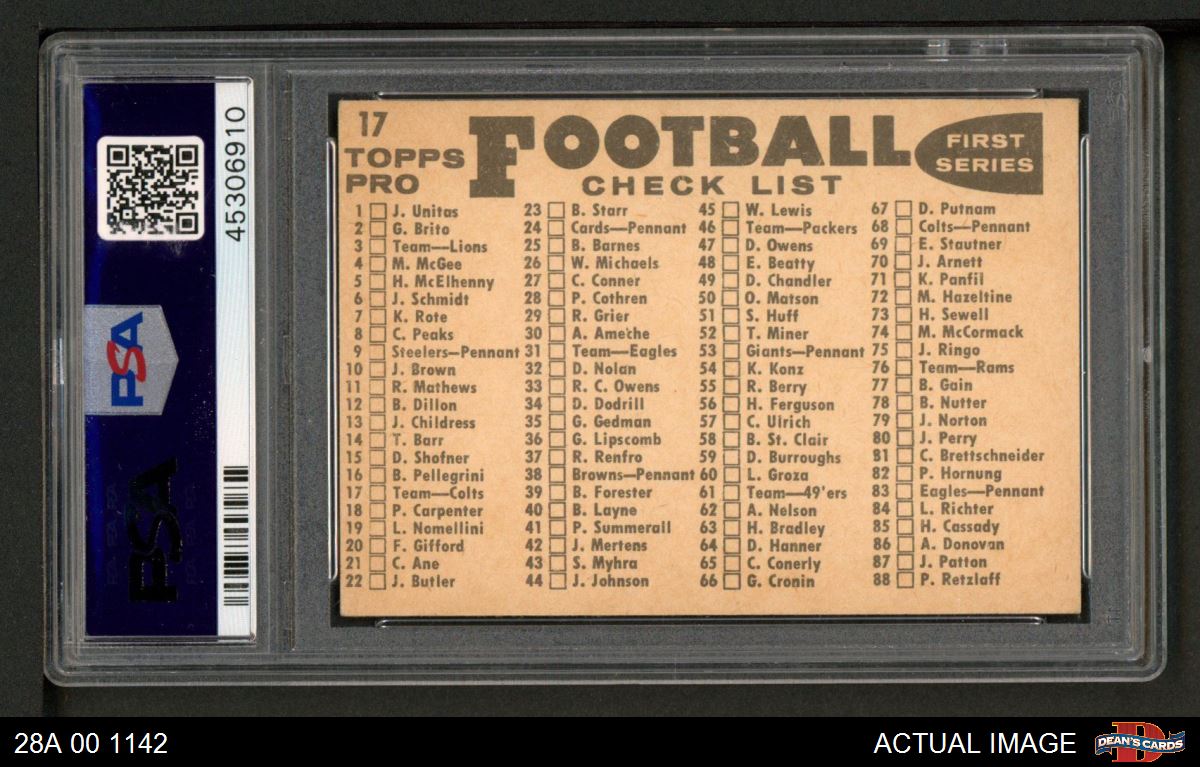 45306910
PSA
PSA
17
TOPPS PRO
FOOTBALL
CHECK LIST
FIRST SERIES
1 J. Unitas
2 G. Brito
3 Team—Lions
4 M. McGee
5 H. McElhenny
6 J. Schmidt
7 K. Rote
8 C. Peaks
9 Steelers—Pennant
10 J. Brown
11 R. Mathews
12 B. Dillon
13 J. Childress
14 T. Barr
15 D. Shofner
16 B. Pellegrini
17 Team—Colts
18 P. Carpenter
19 L. Nomellini
20 F. Gifford
21 C. Ane
22 J. Butler
23 B. Starr
24 Cards—Pennant
25 B. Barnes
26 W. Michaels
27 C. Conner
28 P. Cothren
29 R. Grier
30 A. Ameche
31 Team—Eagles
32 D. Nolan
33 R. C. Owens
34 D. Dodrill
35 G. Gedman
36 G. Lipscomb
37 R. Renfro
38 Browns—Pennant
39 B. Forester
40 B. Layne
41 P. Summerall
42 J. Mertens
43 S. Myhra
44 J. Johnson
45 W. Lewis
46 Team—Packers
47 D. Owens
48 E. Beatty
49 D. Chandler
50 O. Matson
51 S. Huff
52 T. Miner
53 Giants—Pennant
54 K. Konz
55 R. Berry
56 H. Ferguson
57 C. Ulrich
58 B. St. Clair
59 D. Burroughs
60 L. Groza
61 Team—49'ers
62 A. Nelson
63 H. Bradley
64 D. Hanner
65 C. Conerly
66 G. Cronin
67 D. Putnam
68 Colts—Pennant
69 E. Stautner
70 J. Arnett
71 K. Panfil
72 M. Hazeltine
73 H. Sewell
74 M. McCormack
75 J. Ringo
76 Team—Rams
77 B. Gain
78 B. Nutter
79 J. Norton
80 J. Perry
81 C. Brettschneider
82 P. Hornung
83 Eagles—Pennant
84 L. Richter
85 H. Cassady
86 A. Donovan
87 J. Patton
88 P. Retzlaff
28A 00 1142
ACTUAL IMAGE
D
DEAN'S CARDS